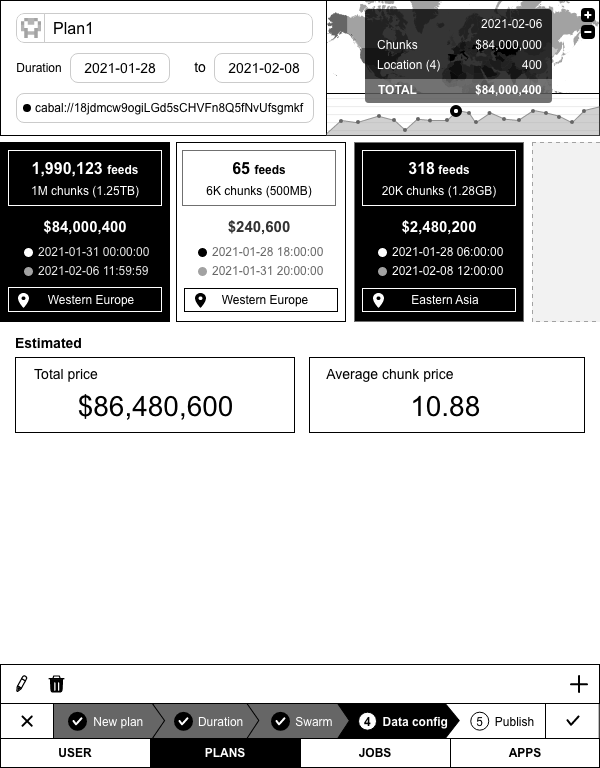 Plan1
Duration 2021-01-28 to 2021-02-08
cabal://18jdmcw9ogiLGd5sCHVFn8Q5fNvUfsgmkf
2021-02-06
Chunks $84,000,000
Location (4) 400
TOTAL $84,000,400
1,990,123 feeds
1M chunks (1.25TB)
$84,000,400
2021-01-31 00:00:00
2021-02-06 11:59:59
Western Europe
65 feeds
6K chunks (500MB)
$240,600
2021-01-28 18:00:00
2021-01-31 20:00:00
Western Europe
318 feeds
20K chunks (1.28GB)
$2,480,200
2021-01-28 06:00:00
2021-02-08 12:00:00
Eastern Asia
Estimated
Total price
$86,480,600
Average chunk price
10.88
New plan
Duration
Swarm
4 Data config
5 Publish
USER
PLANS
JOBS
APPS